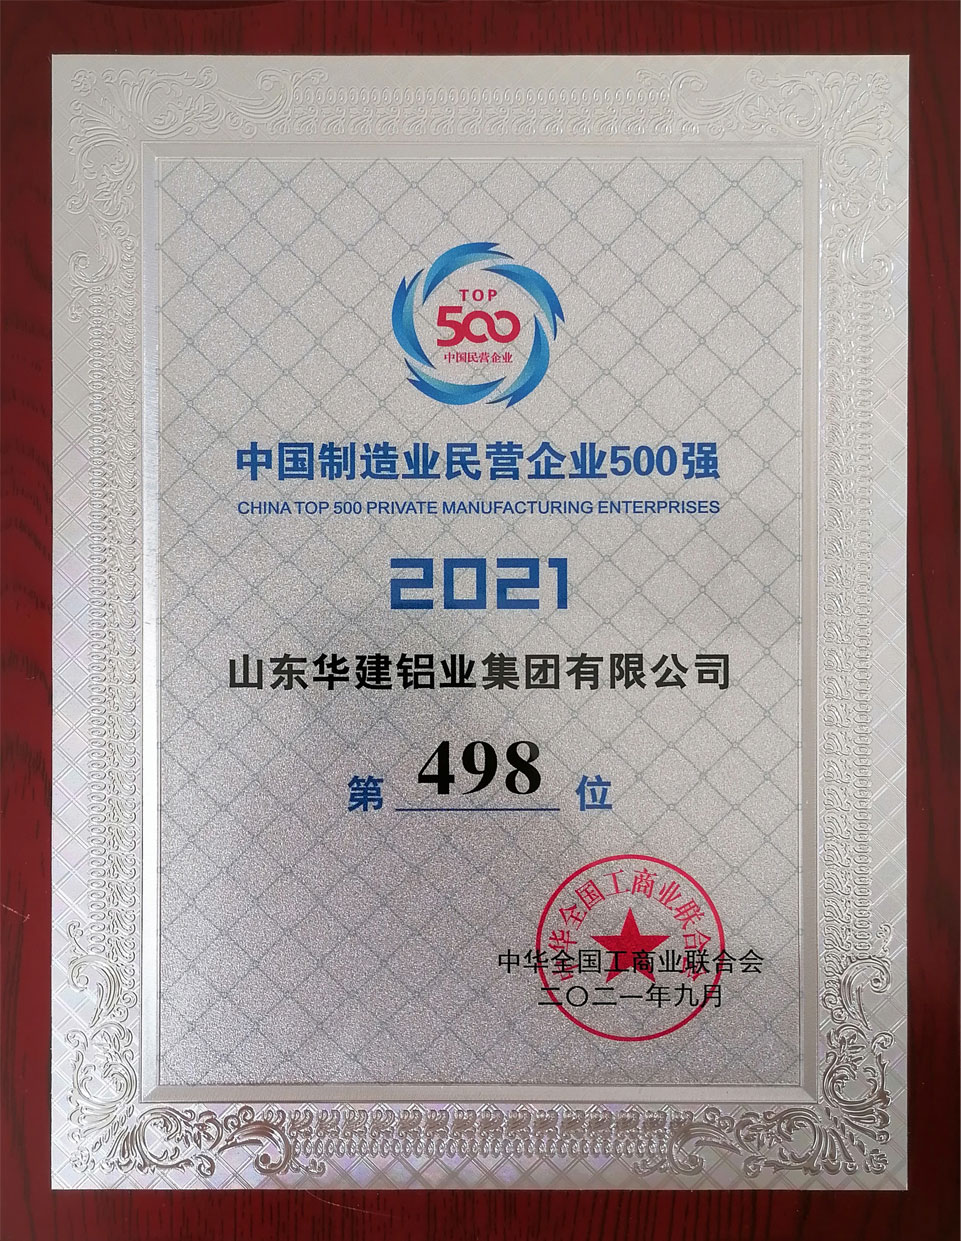 TOP
500
中国民营企业
中国制造业民营企业500强
CHINA TOP 500 PRIVATE MANUFACTURING ENTERPRISES
2021
山东华建铝业集团有限公司
第 498 位
中华全国工商业联合会
中华全国工商业联合会
二〇二一年九月